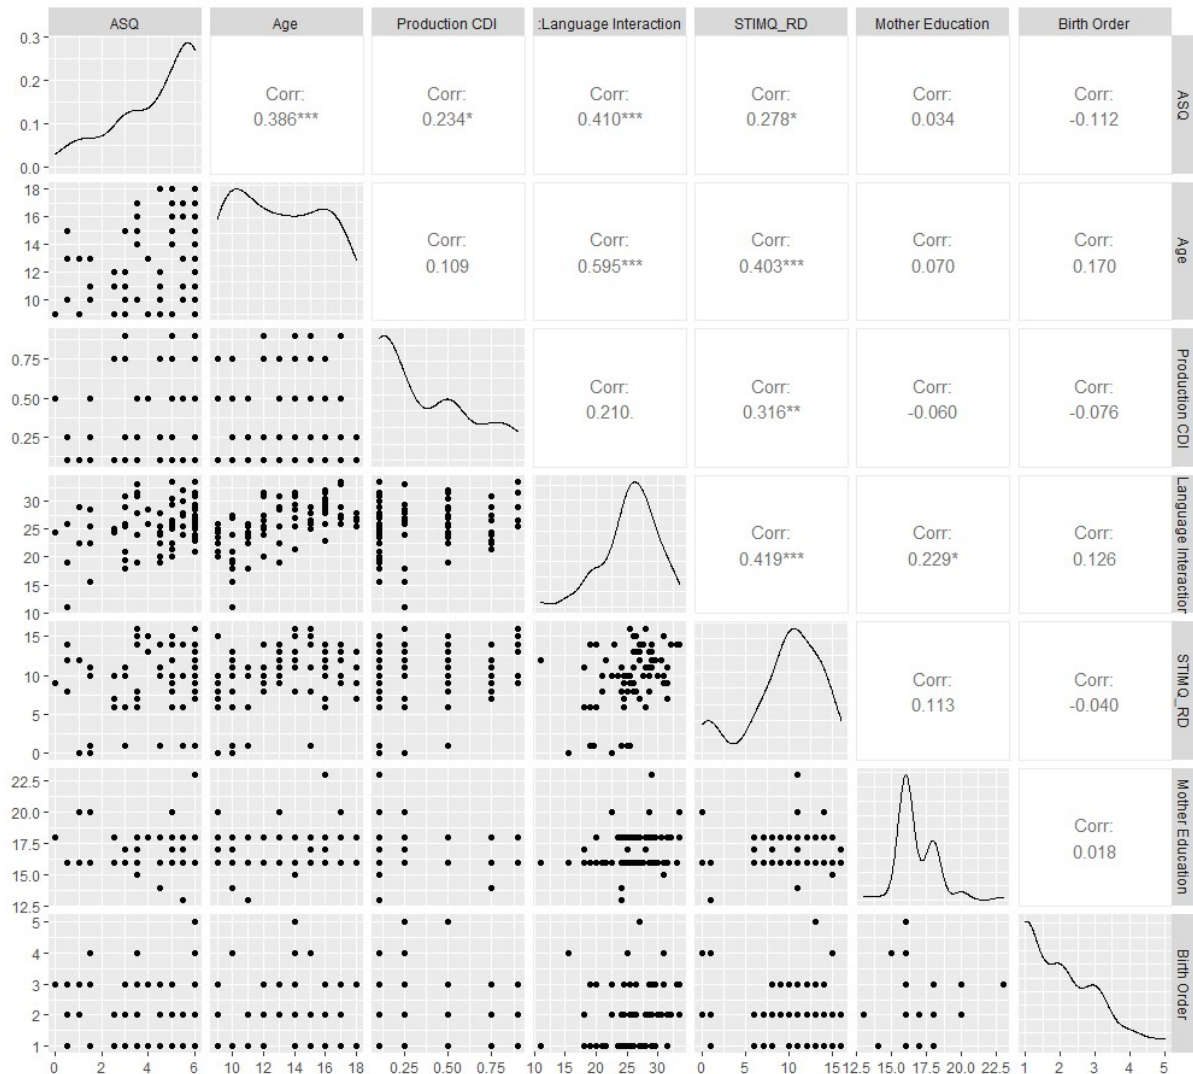 ASQ Age Production CDI :Language Interaction STIMQ_RD Mother Education Birth Order
0.3
0.2
0.1
0.0
Corr:
0.386***
Corr:
0.234*
Corr:
0.410***
Corr:
0.278*
Corr:
0.034
Corr:
-0.112
ASQ
18
16
14
12
10
Corr:
0.109
Corr:
0.595***
Corr:
0.403***
Corr:
0.070
Corr:
0.170
Age
0.75
0.50
0.25
Corr:
0.210.
Corr:
0.316**
Corr:
-0.060
Corr:
-0.076
Production CDI
30
25
20
15
10
Corr:
0.419***
Corr:
0.229*
Corr:
0.126
Language Interaction
15
10
5
0
Corr:
0.113
Corr:
-0.040
STIMQ_RD
22.5
20.0
17.5
15.0
12.5
Corr:
0.018
Mother Education
5
4
3
2
1
Birth Order
0 2 4 6 10 12 14 16 18 0.25 0.50 0.75 10 15 20 25 30 0 5 10 15 12.5 15.0 17.5 20.0 22.5 1 2 3 4 5